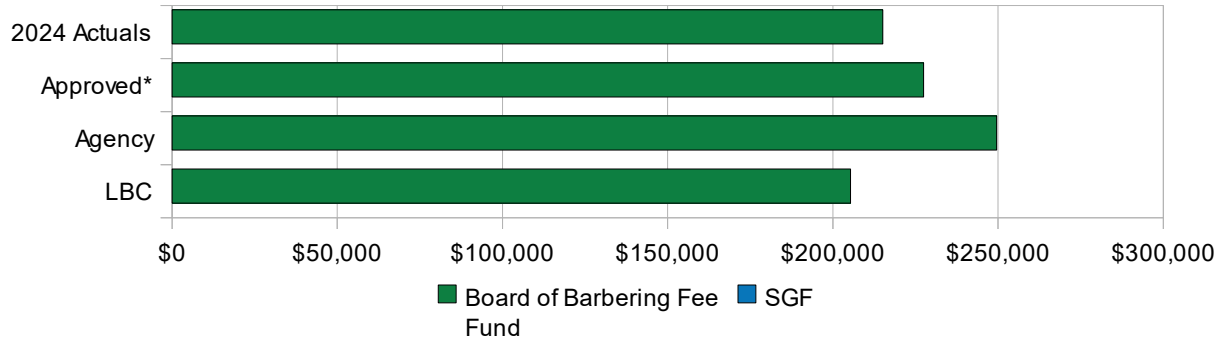 2024 Actuals
Approved*
Agency
LBC
$0 $50,000 $100,000 $150,000 $200,000 $250,000 $300,000
Board of Barbering Fee SGF
Fund